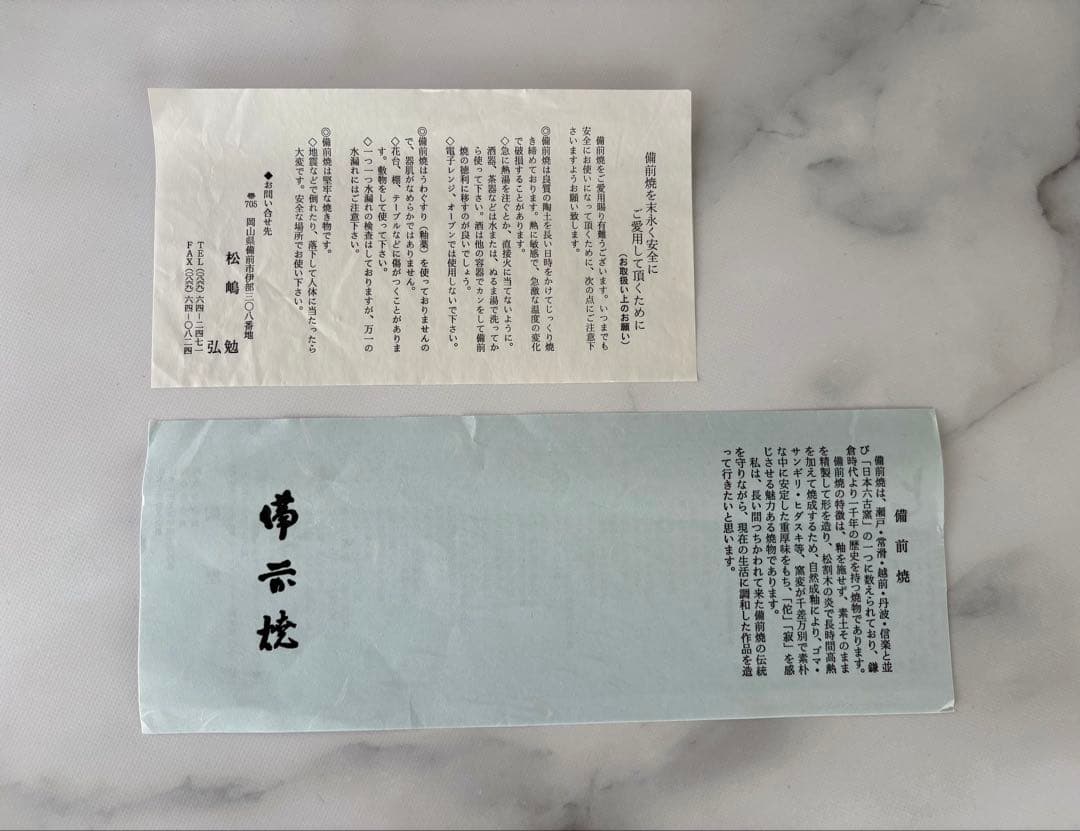 備前焼を末永く安全に
ご愛用して頂くために
(お取扱い上のお願い)
備前焼をご愛用賜り有難うございます。いつまでも
安全にお使いになって頂くために、次の点にご注意下
さいますようお願い致します。
◎備前焼は良質の陶土を長い日時をかけてじっくり焼
き締めております。熱に敏感で、急激な温度の変化
で破損することがあります。
◇急に熱湯を注ぐとか、直接火に当てないように。
酒器、茶器などは水または、ぬるま湯で洗ってか
ら使って下さい。酒は他の容器でカンをして備前
焼の徳利に移すのが良いでしょう。
◇電子レンジ、オーブンでは使用しないで下さい。
◎備前焼はうわぐすり(釉薬)を使っておりませんの
で、器肌がなめらかではありません。
◇花台、棚、テーブルなどに傷がつくことがありま
す。敷物をして使って下さい。
◇一つ一つ水漏れの検査はしておりますが、万一の
水漏れにはご注意下さい。
◎備前焼は堅牢な焼き物です。
◇地震などで倒れたり、落下して人体に当たったら
大変です。安全な場所でお使い下さい。
◆お問い合せ先
〠705 岡山県備前市伊部三〇八番地
松嶋 勉
弘
TEL(〇八六九)六四ー二四七一
FAX(〇八六九)六四ー〇八二四
備前焼
備前焼は、瀬戸・常滑・越前・丹波・信楽と並
び「日本六古窯」の一つに数えられており、鎌
倉時代より一千年の歴史を持つ焼物であります。
備前焼の特徴は、釉を施せず、素土そのまま
を精製して形を造り、松割木の炎で長時間高熱
を加えて焼成するため、自然成釉により、ゴマ・
サンギリ・ヒダスキ等、窯変が千差万別で素朴
な中に安定した重厚味をもち、「侘」「寂」を感
じさせる魅力ある焼物であります。
私は、長い間つちかわれて来た備前焼の伝統
を守りながら、現在の生活に調和した作品を造
って行きたいと思います。
備前焼